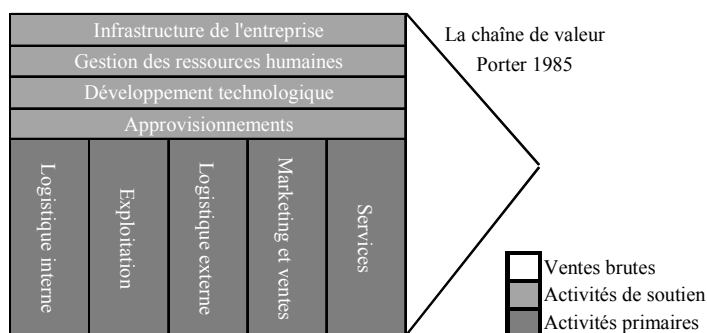 Infrastructure de l'entreprise
Gestion des ressources humaines
Développement technologique
Approvisionnements
Logistique interne
Exploitation
Logistique externe
Marketing et ventes
Services
La chaîne de valeur
Porter 1985
Ventes brutes
Activités de soutien
Activités primaires